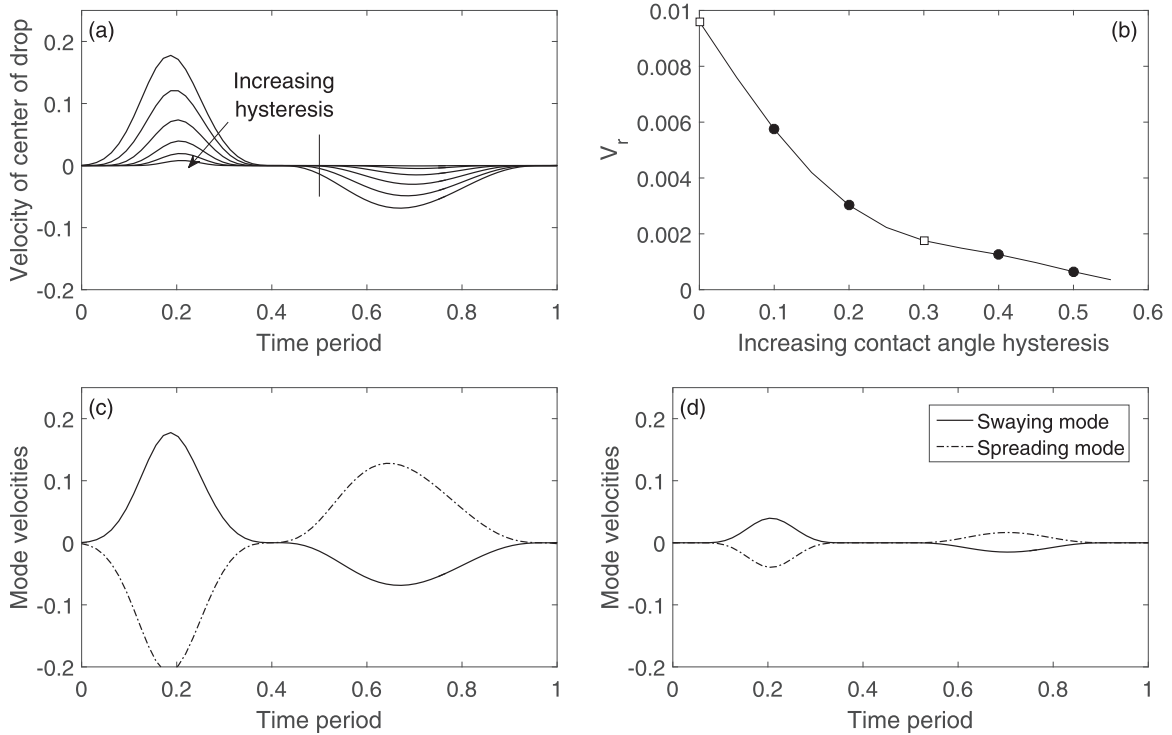 (a)
Velocity of center of drop
0.2
0.1
0
-0.1
-0.2
Increasing
hysteresis
0 0.2 0.4 0.6 0.8 1
Time period
(b)
V_r
0.01
0.008
0.006
0.004
0.002
0
0 0.1 0.2 0.3 0.4 0.5 0.6
Increasing contact angle hysteresis
(c)
Mode velocities
0.2
0.1
0
-0.1
-0.2
0 0.2 0.4 0.6 0.8 1
Time period
(d)
Mode velocities
0.2
0.1
0
-0.1
-0.2
Swaying mode
Spreading mode
0 0.2 0.4 0.6 0.8 1
Time period